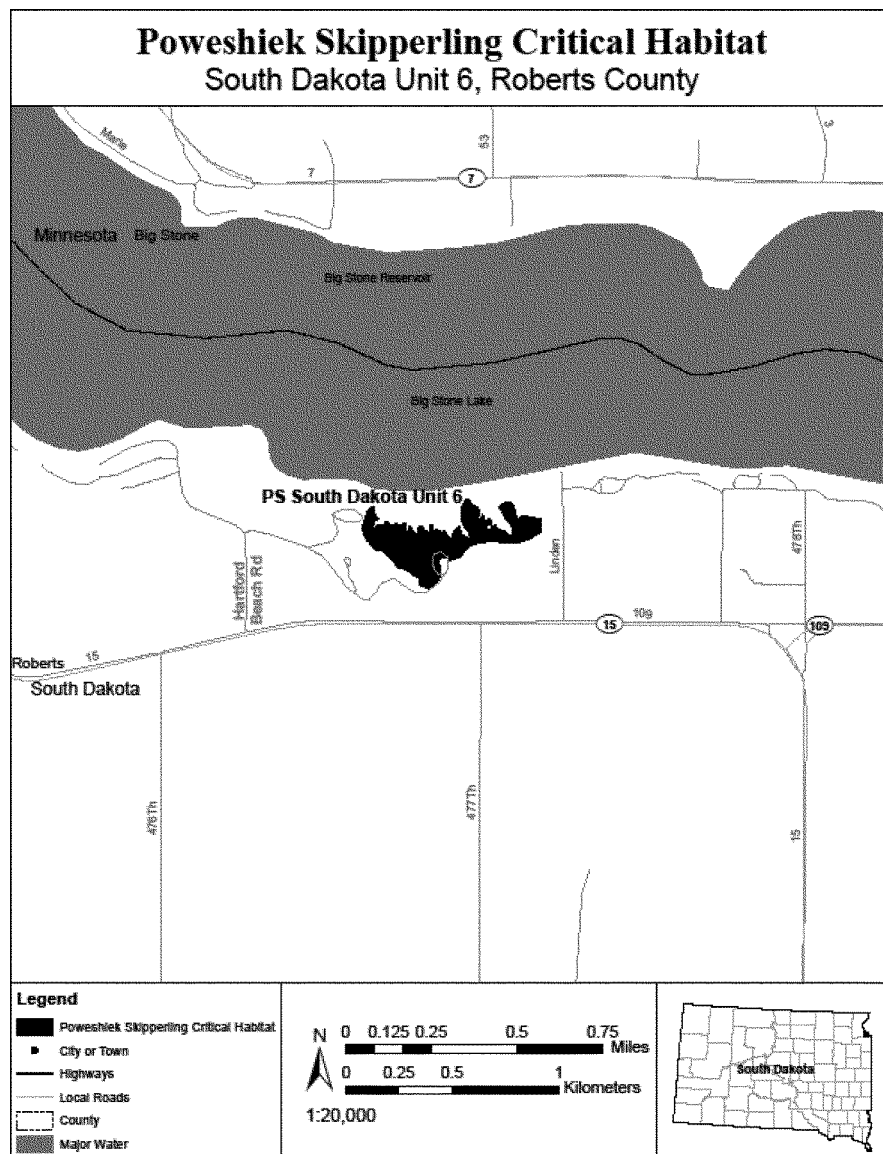 Poweshiek Skipperling Critical Habitat
South Dakota Unit 6, Roberts County
Marie
7
53
3
7
Minnesota Big Stone
Big Stone Reservoir
Big Stone Lake
PS South Dakota Unit 6
Hartford
Beach Rd
Linden
478Th
109
15
109
15
Roberts
South Dakota
476Th
477Th
15
Legend
Poweshiek Skipperling Critical Habitat
City or Town
Highways
Local Roads
County
Major Water
N
0 0.125 0.25 0.5 0.75
Miles
0 0.25 0.5 1
Kilometers
1:20,000
South Dakota